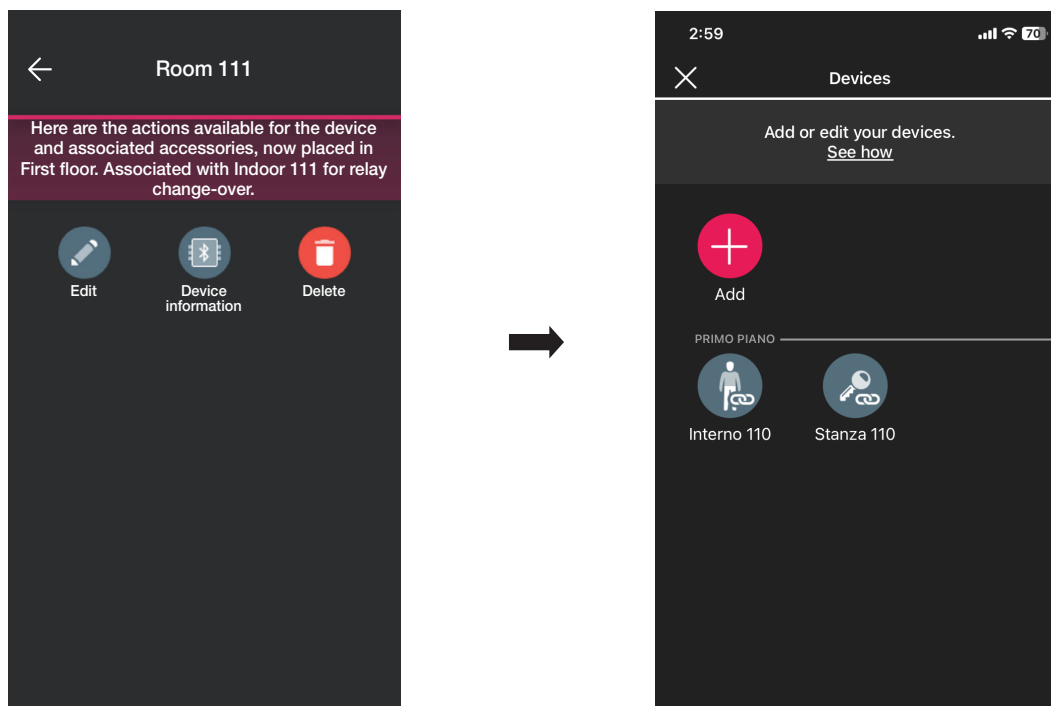 Room 111
Here are the actions available for the device
and associated accessories, now placed in
First floor. Associated with Indoor 111 for relay
change-over.
Edit
Device
information
Delete
2:59
70
Devices
Add or edit your devices.
See how
Add
PRIMO PIANO
Interno 110
Stanza 110